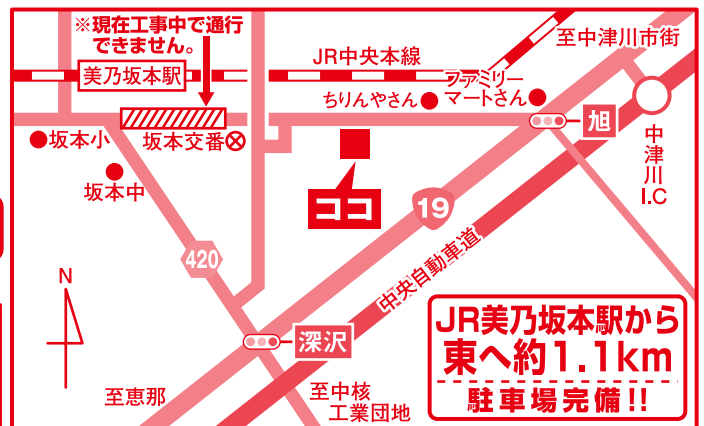 ※現在工事中で通行
できません。
至中津川市街
JR中央本線
美乃坂本駅
ファミリー
マートさん
ちりんやさん
旭
坂本小
坂本交番
中津川I.C
坂本中
ココ
19
420
中央自動車道
N
JR美乃坂本駅から
東へ約1.1km
駐車場完備!!
深沢
至恵那
至中核
工業団地